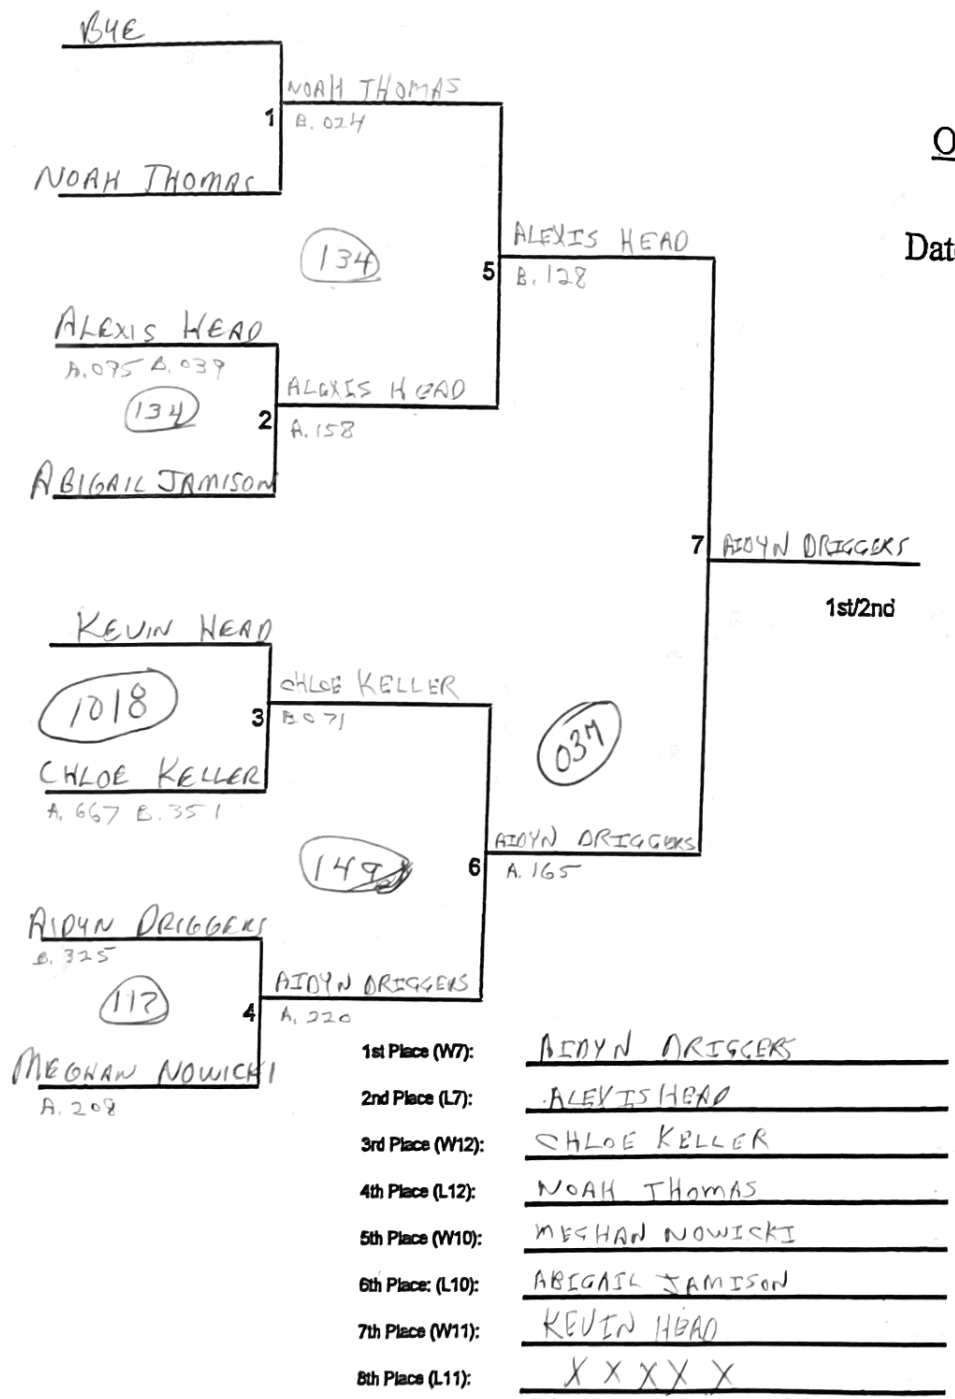 BYE
NOAH THOMAS
1
B. 024
O
NOAH THOMAS
ALEXIS HEAD
Dat
134
5
B. 128
ALEXIS HEAD
A. 095 B. 039
ALEXIS HEAD
134
2
A. 158
ABIGAIL JAMISON
7
AIDYN DRIGGERS
1st/2nd
KEVIN HEAD
CHLOE KELLER
1018
3
B. 071
037
CHLOE KELLER
A. 667 B. 351
AIDYN DRIGGERS
149
6
A. 165
AIDYN DRIGGERS
B. 325
AIDYN DRIGGERS
117
4
A. 220
MEGHAN NOWICKI
A. 208
1st Place (W7): AIDYN DRIGGERS
2nd Place (L7): ALEXIS HEAD
3rd Place (W12): CHLOE KELLER
4th Place (L12): NOAH THOMAS
5th Place (W10): MEGHAN NOWICKI
6th Place: (L10): ABIGAIL JAMISON
7th Place (W11): KEVIN HEAD
8th Place (L11): X X X X X